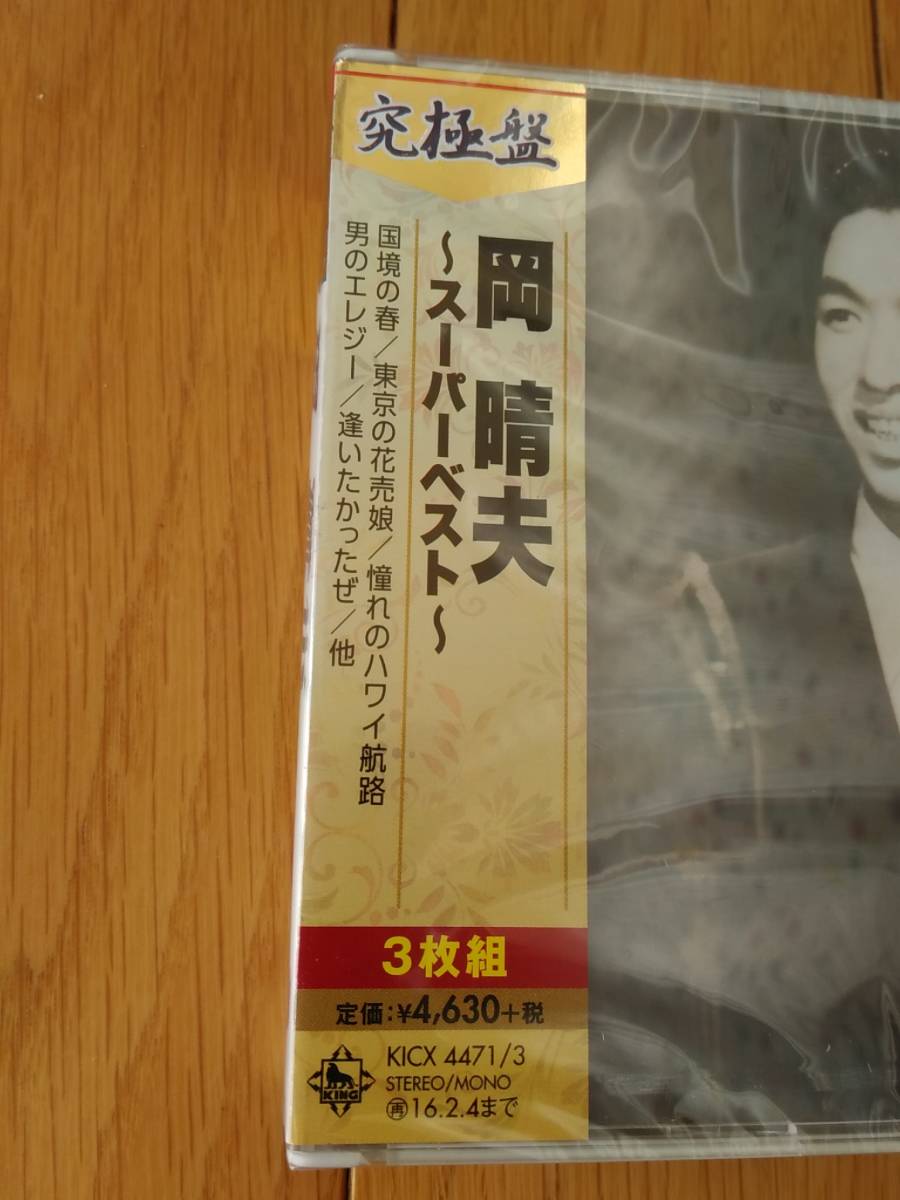 究極盤
岡 晴夫
〜スーパーベスト〜
国境の春/東京の花売娘/憧れのハワイ航路
男のエレジー/逢いたかったぜ/他
3枚組
定価:¥4,630+税
KICX 4471/3
STEREO/MONO
KING
再16.2.4まで